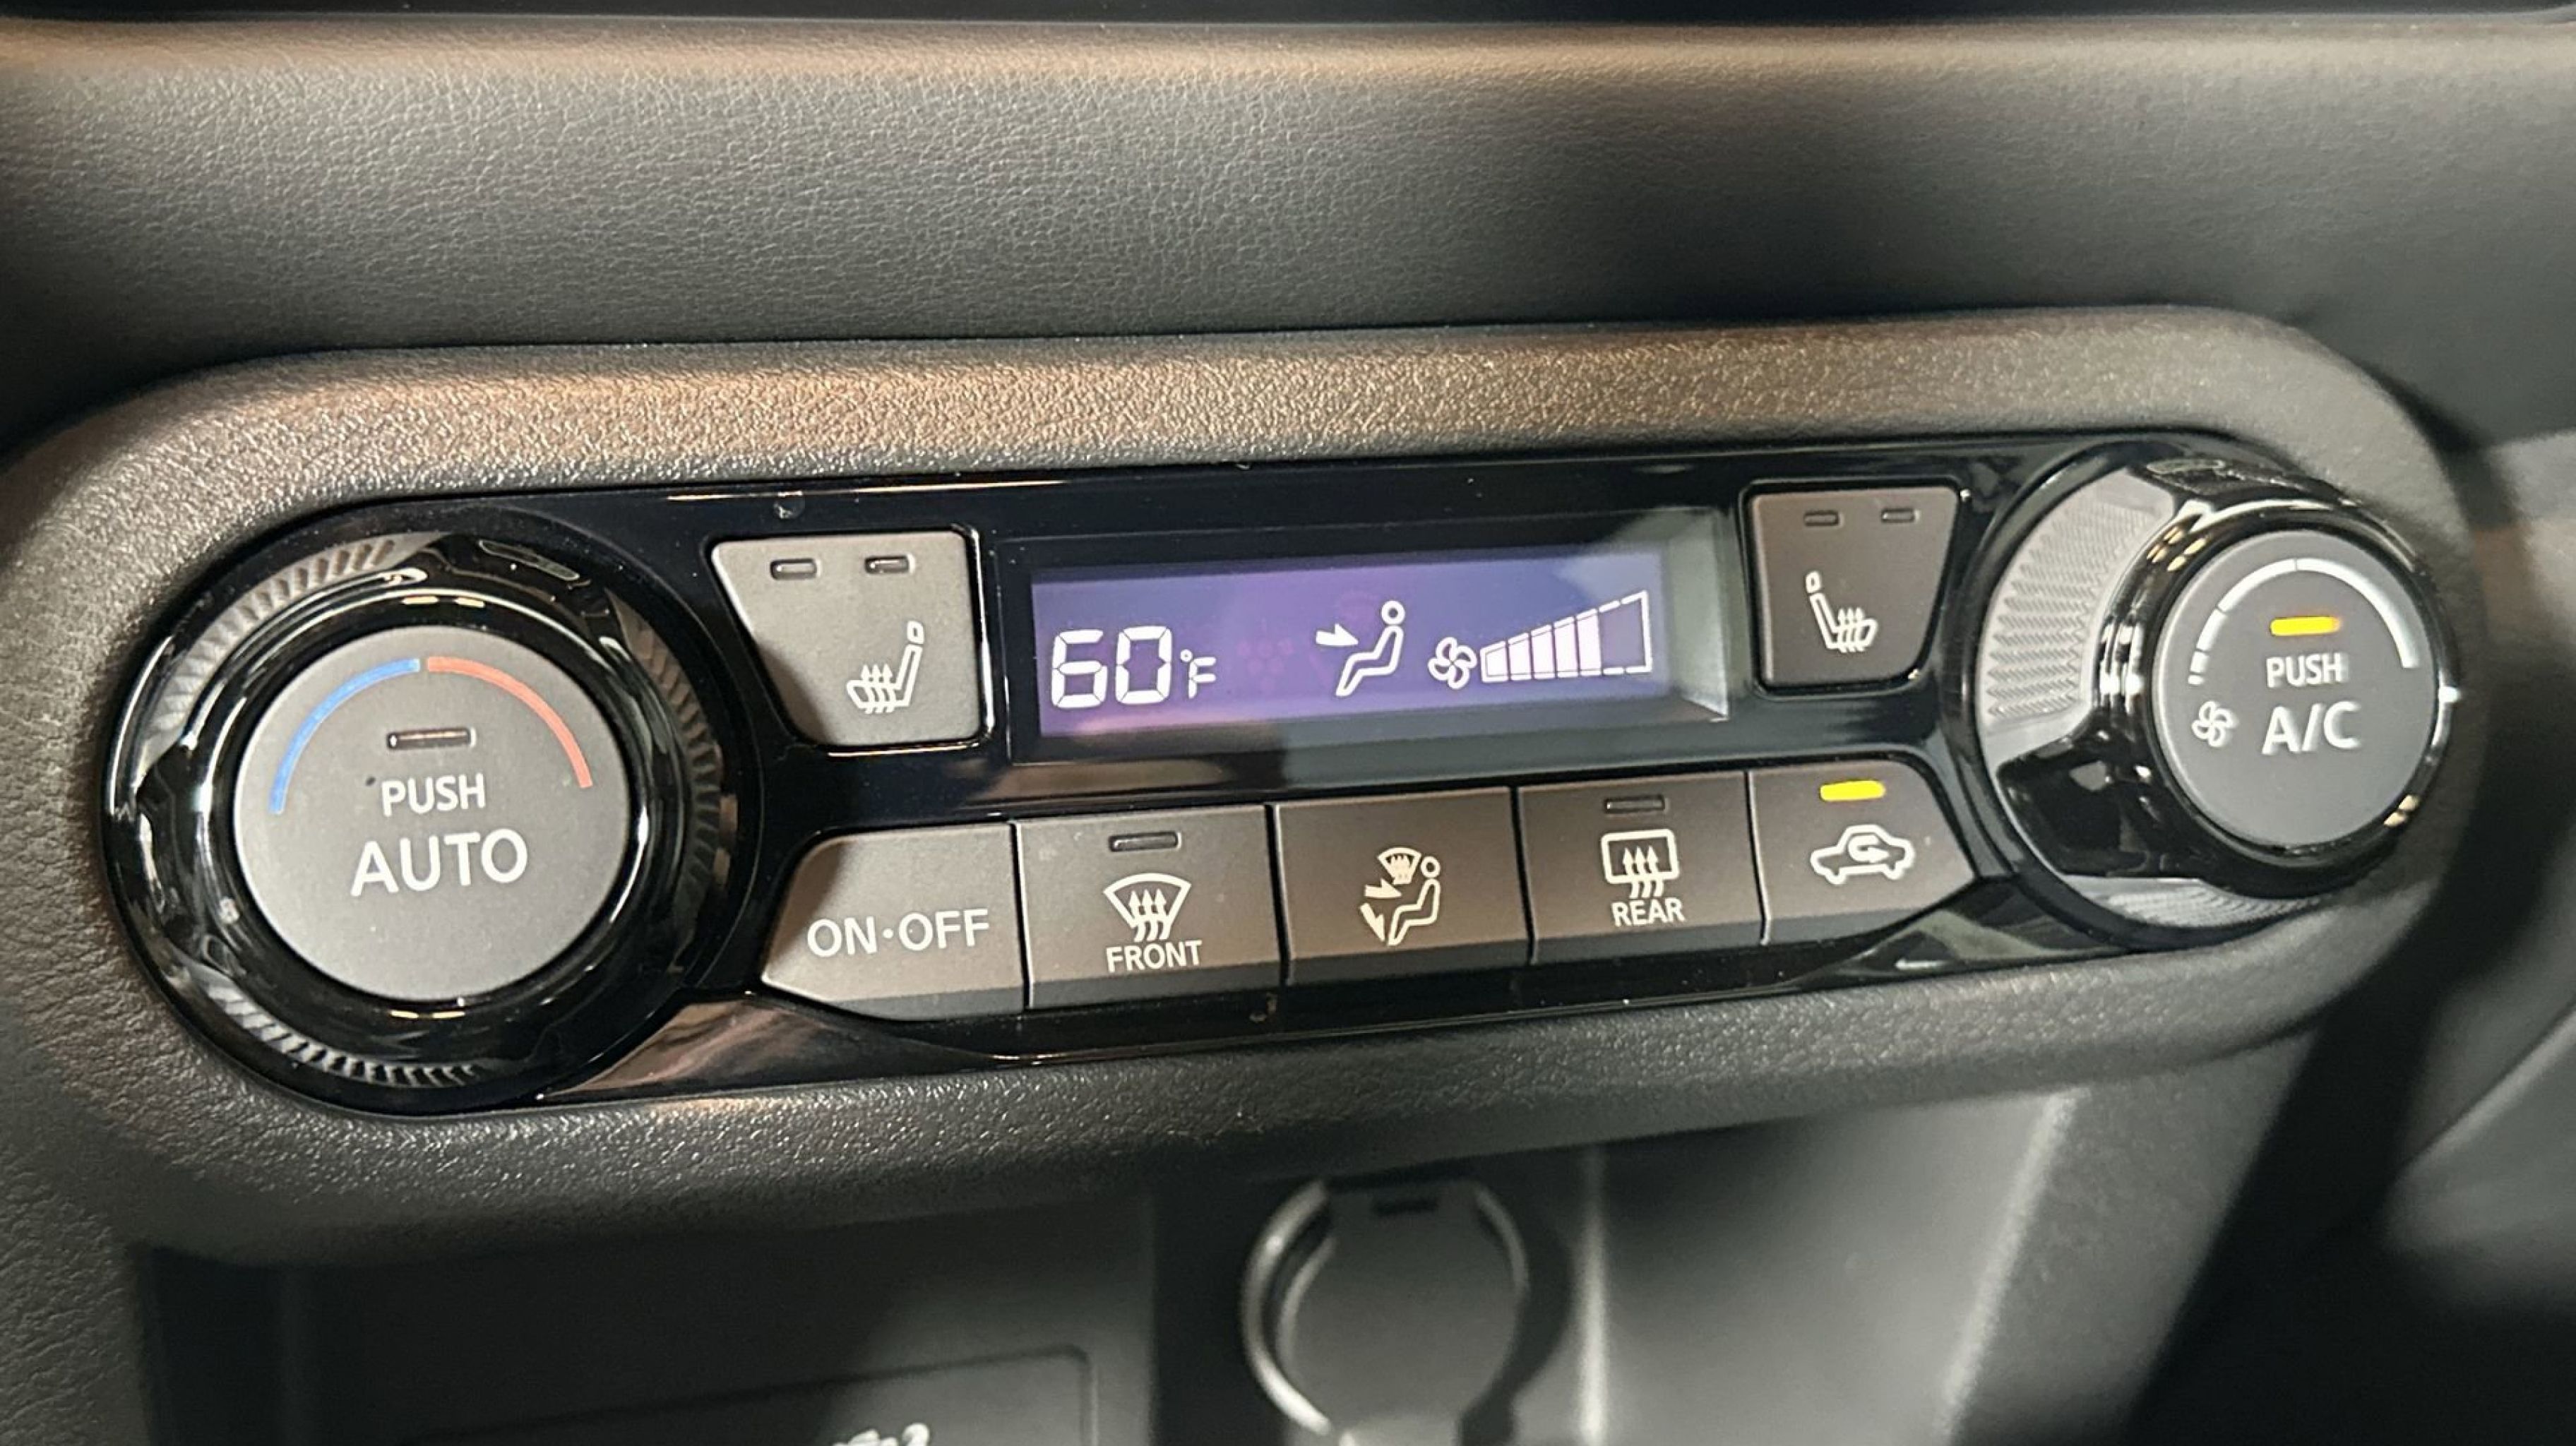 60°F
PUSH
A/C
PUSH
AUTO
ON·OFF
FRONT
REAR